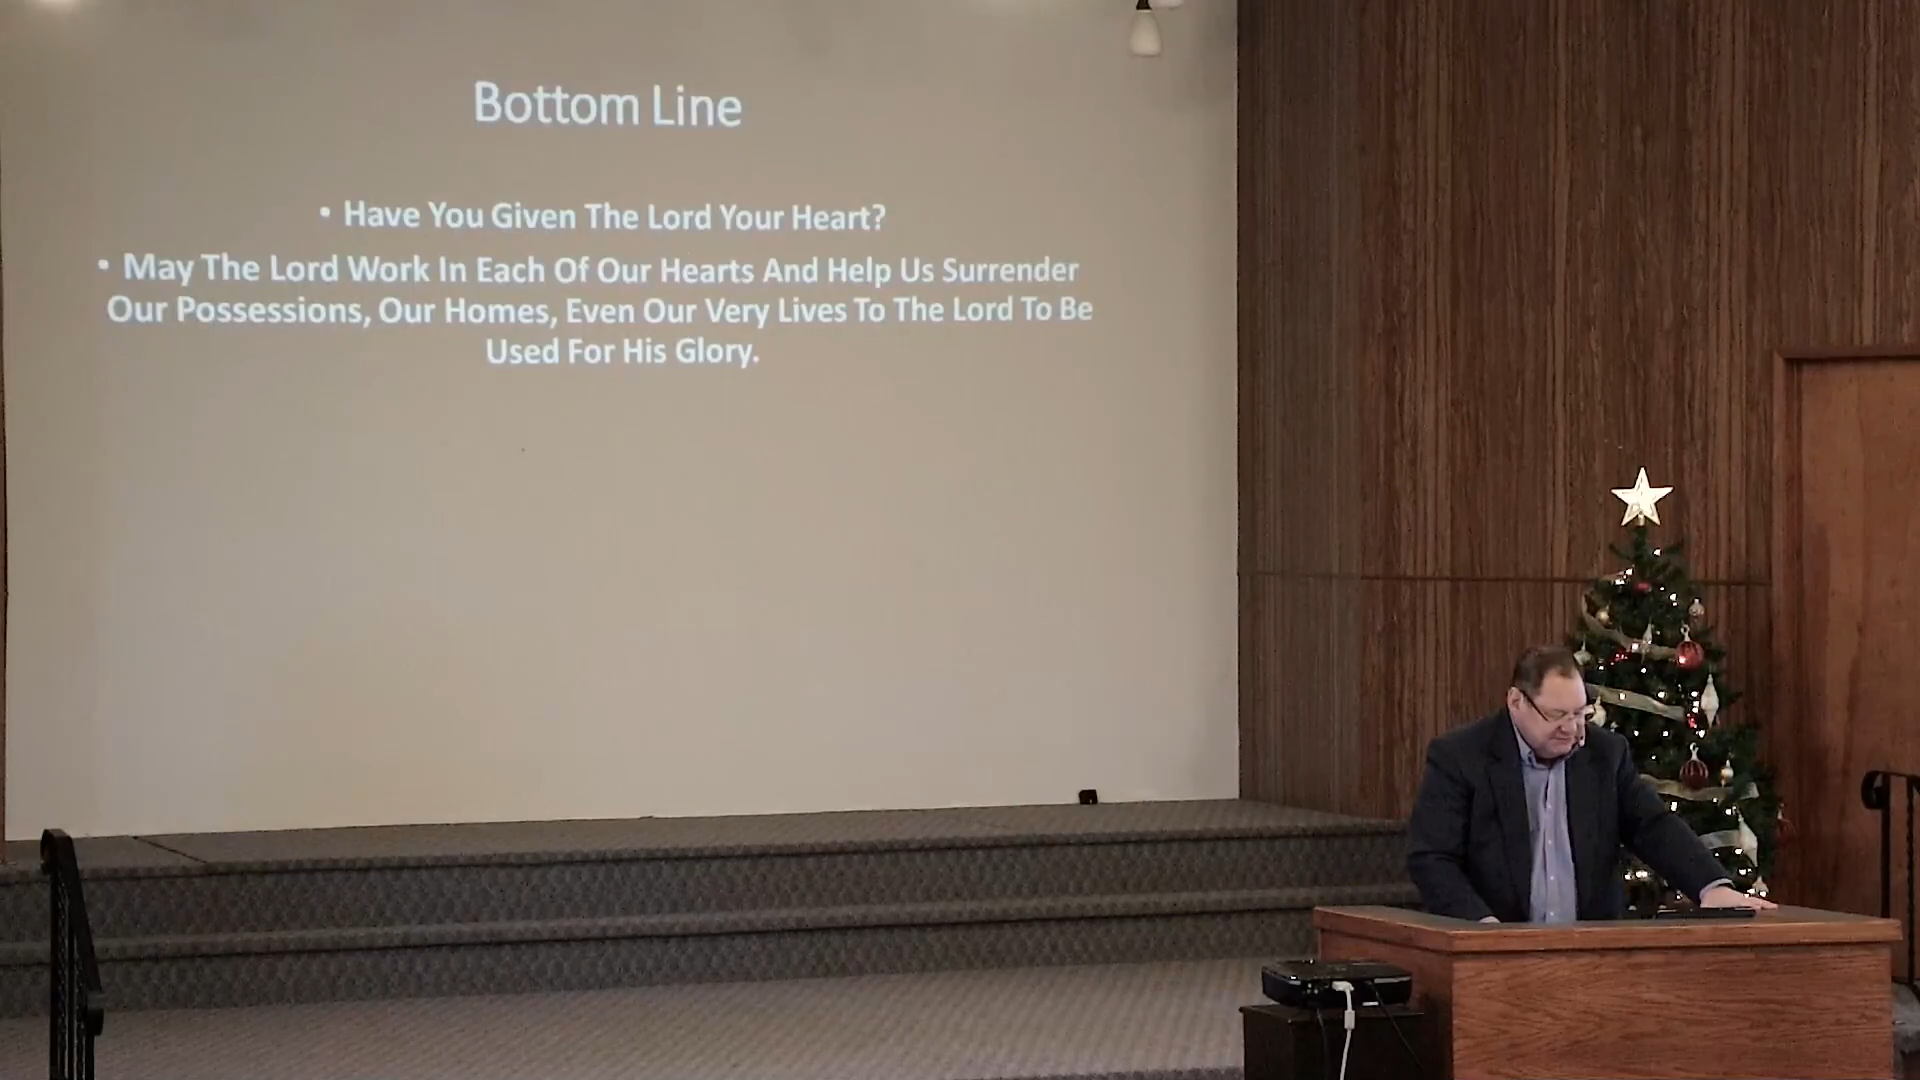 Bottom Line
• Have You Given The Lord Your Heart?
• May The Lord Work In Each Of Our Hearts And Help Us Surrender
Our Possessions, Our Homes, Even Our Very Lives To The Lord To Be
Used For His Glory.